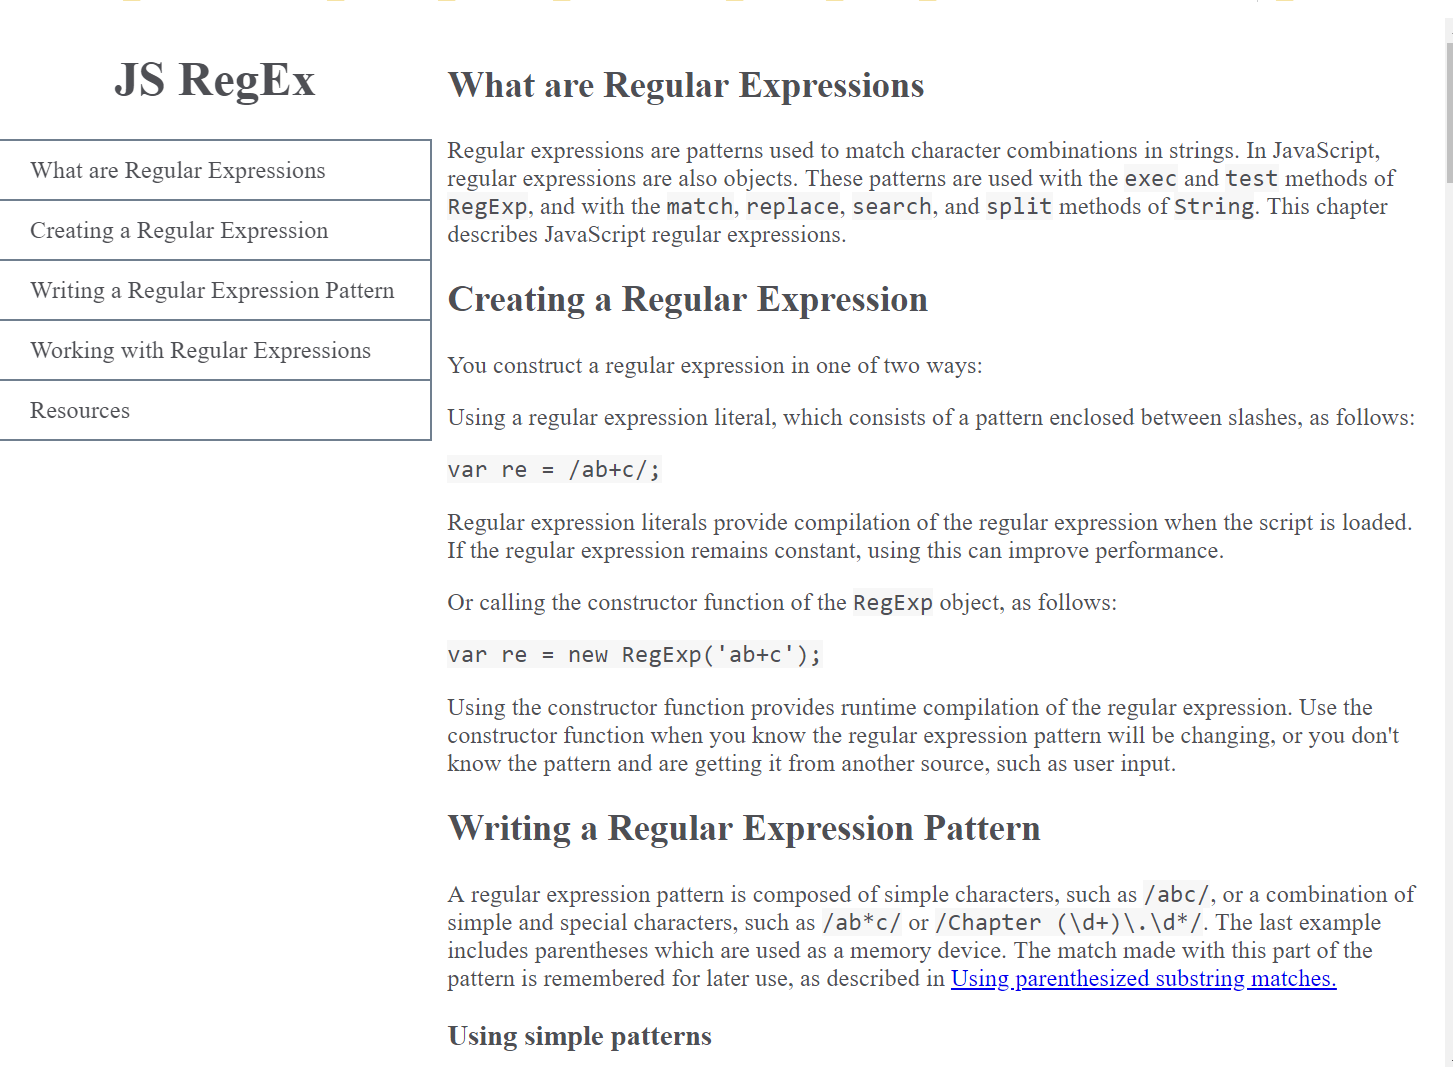 JS RegEx
What are Regular Expressions
Creating a Regular Expression
Writing a Regular Expression Pattern
Working with Regular Expressions
Resources
What are Regular Expressions
Regular expressions are patterns used to match character combinations in strings. In JavaScript,
regular expressions are also objects. These patterns are used with the exec and test methods of
RegExp, and with the match, replace, search, and split methods of String. This chapter
describes JavaScript regular expressions.
Creating a Regular Expression
You construct a regular expression in one of two ways:
Using a regular expression literal, which consists of a pattern enclosed between slashes, as follows:
var re = /ab+c/;
Regular expression literals provide compilation of the regular expression when the script is loaded.
If the regular expression remains constant, using this can improve performance.
Or calling the constructor function of the RegExp object, as follows:
var re = new RegExp('ab+c');
Using the constructor function provides runtime compilation of the regular expression. Use the
constructor function when you know the regular expression pattern will be changing, or you don't
know the pattern and are getting it from another source, such as user input.
Writing a Regular Expression Pattern
A regular expression pattern is composed of simple characters, such as /abc/, or a combination of
simple and special characters, such as /ab*c/ or /Chapter (\d+)\.\d*/. The last example
includes parentheses which are used as a memory device. The match made with this part of the
pattern is remembered for later use, as described in Using parenthesized substring matches.
Using simple patterns